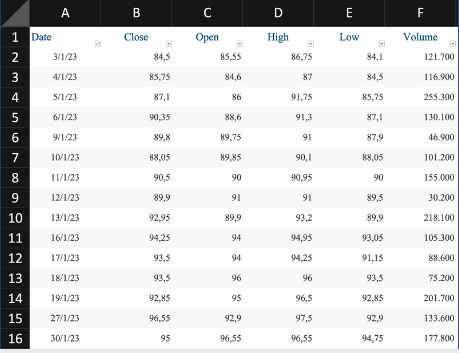 A B C D E F
1 Date Close Open High Low Volume
2 3/1/23 84,5 85,55 86,75 84,1 121.700
3 4/1/23 85,75 84,6 87 84,5 116.900
4 5/1/23 87,1 86 91,75 85,75 255.300
5 6/1/23 90,35 88,6 91,3 87,1 130.100
6 9/1/23 89,8 89,75 91 87,9 46.900
7 10/1/23 88,05 89,85 90,1 88,05 101.200
8 11/1/23 90,5 90 90,95 90 155.000
9 12/1/23 89,9 91 91 89,5 30.200
10 13/1/23 92,95 89,9 93,2 89,9 218.100
11 16/1/23 94,25 94 94,95 93,05 105.300
12 17/1/23 93,5 94 94,25 91,15 88.600
13 18/1/23 93,5 96 96 93,5 75.200
14 19/1/23 92,85 95 96,5 92,85 201.700
15 27/1/23 96,55 92,9 97,5 92,9 133.600
16 30/1/23 95 96,55 96,55 94,75 177.800